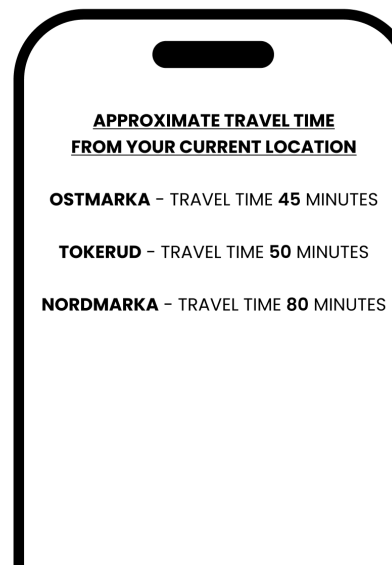 APPROXIMATE TRAVEL TIME
FROM YOUR CURRENT LOCATION
OSTMARKA - TRAVEL TIME 45 MINUTES
TOKERUD - TRAVEL TIME 50 MINUTES
NORDMARKA - TRAVEL TIME 80 MINUTES